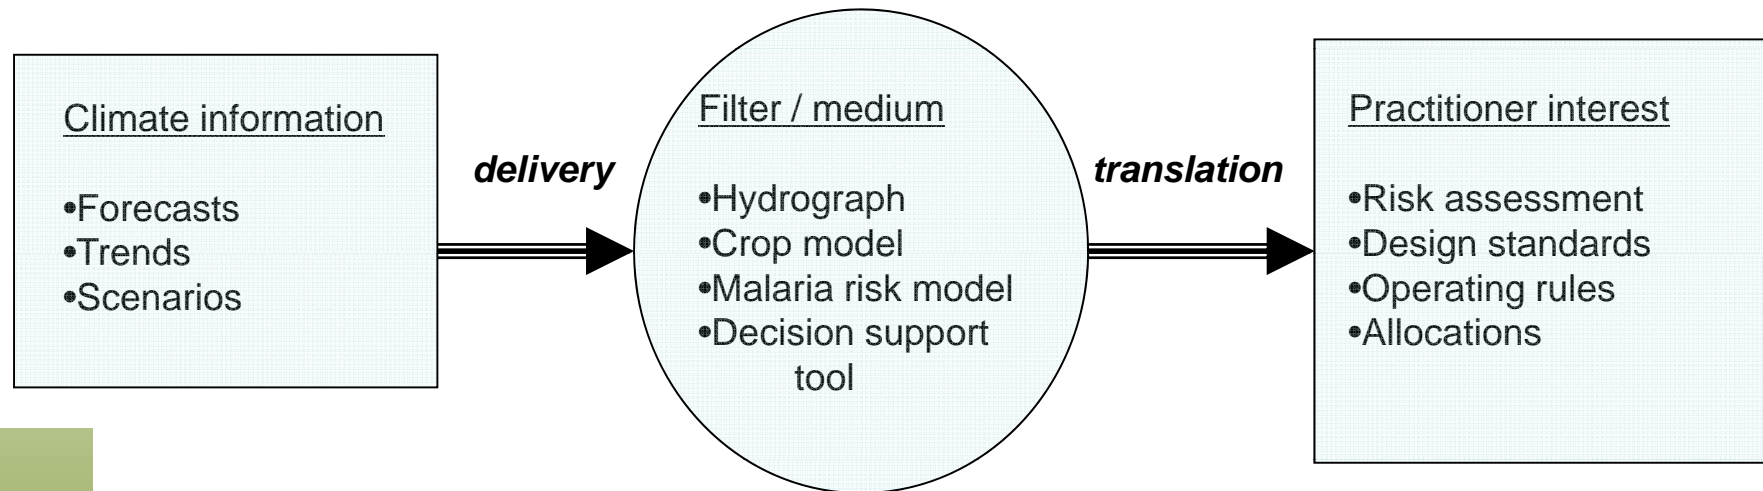 Climate information
•Forecasts
•Trends
•Scenarios
delivery
Filter / medium
•Hydrograph
•Crop model
•Malaria risk model
•Decision support
tool
translation
Practitioner interest
•Risk assessment
•Design standards
•Operating rules
•Allocations